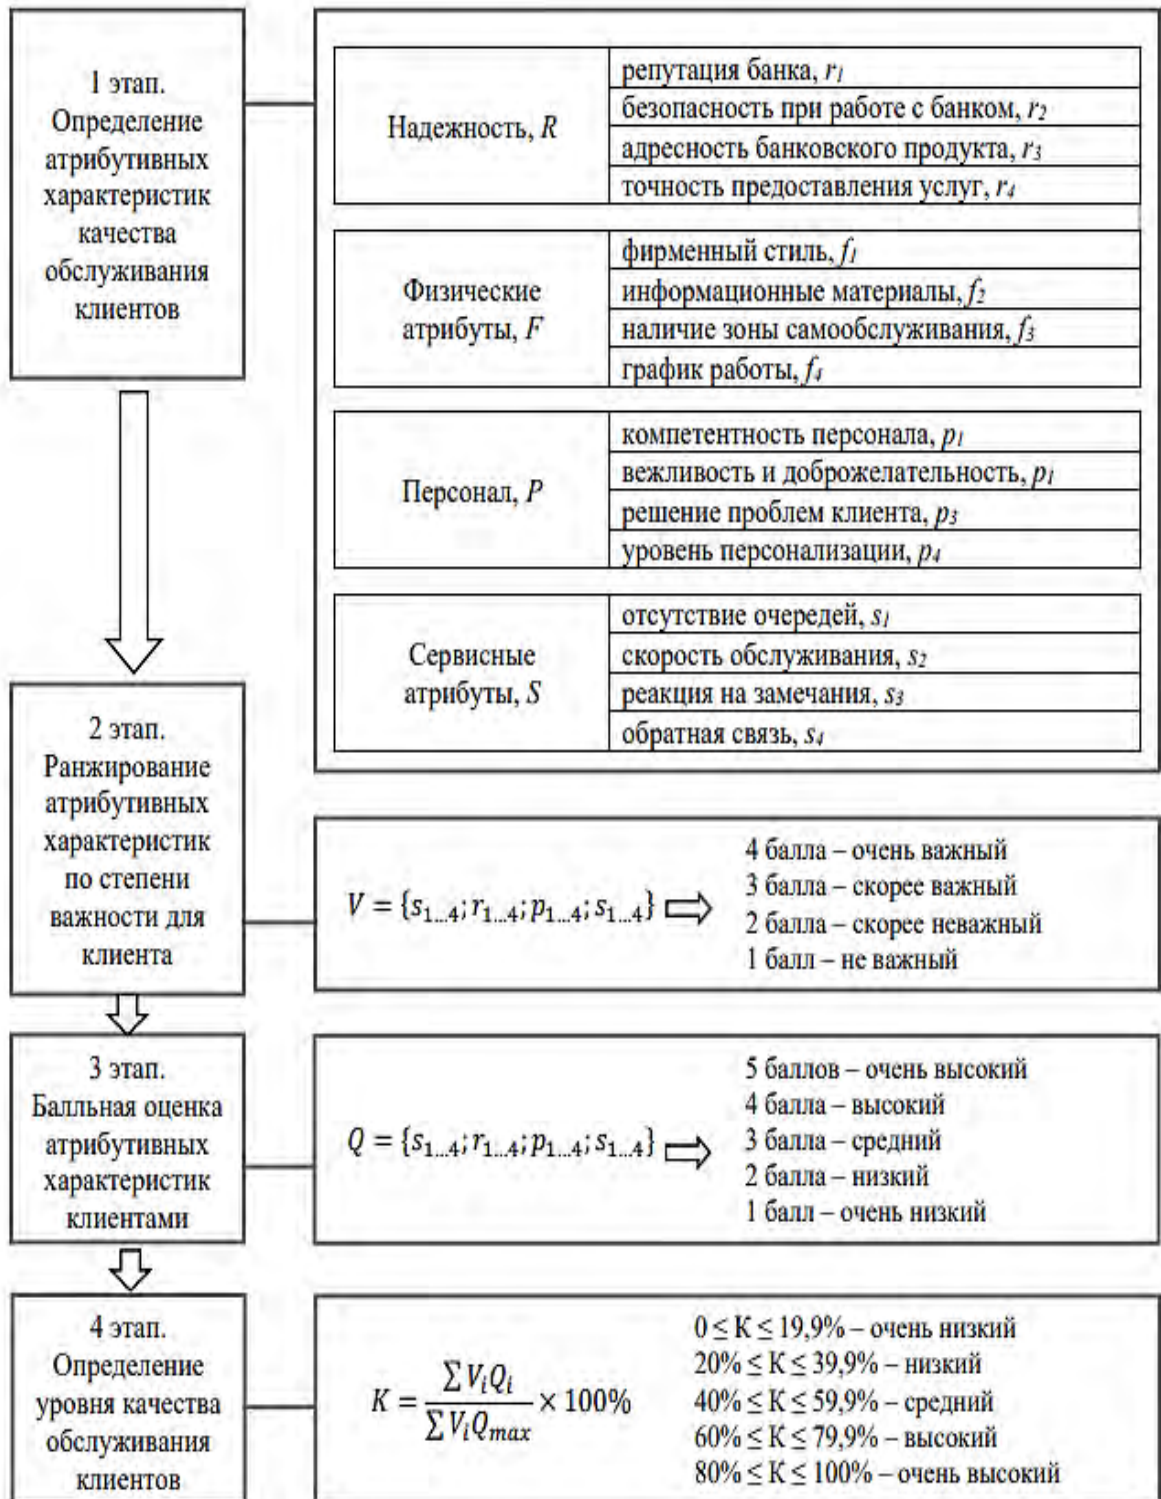 1 этап.
Определение
атрибутивных
характеристик
качества
обслуживания
клиентов
Надежность, R
репутация банка, r1
безопасность при работе с банком, r2
адресность банковского продукта, r3
точность предоставления услуг, r4
Физические
атрибуты, F
фирменный стиль, f1
информационные материалы, f2
наличие зоны самообслуживания, f3
график работы, f4
Персонал, P
компетентность персонала, p1
вежливость и доброжелательность, p1
решение проблем клиента, p3
уровень персонализации, p4
Сервисные
атрибуты, S
отсутствие очередей, s1
скорость обслуживания, s2
реакция на замечания, s3
обратная связь, s4
2 этап.
Ранжирование
атрибутивных
характеристик
по степени
важности для
клиента
V = {s1…4; r1…4; p1…4; s1…4}
4 балла – очень важный
3 балла – скорее важный
2 балла – скорее неважный
1 балл – не важный
3 этап.
Балльная оценка
атрибутивных
характеристик
клиентами
Q = {s1…4; r1…4; p1…4; s1…4}
5 баллов – очень высокий
4 балла – высокий
3 балла – средний
2 балла – низкий
1 балл – очень низкий
4 этап.
Определение
уровня качества
обслуживания
клиентов
K = ∑ViQi / ∑ViQmax × 100%
0 ≤ K ≤ 19,9% – очень низкий
20% ≤ K ≤ 39,9% – низкий
40% ≤ K ≤ 59,9% – средний
60% ≤ K ≤ 79,9% – высокий
80% ≤ K ≤ 100% – очень высокий